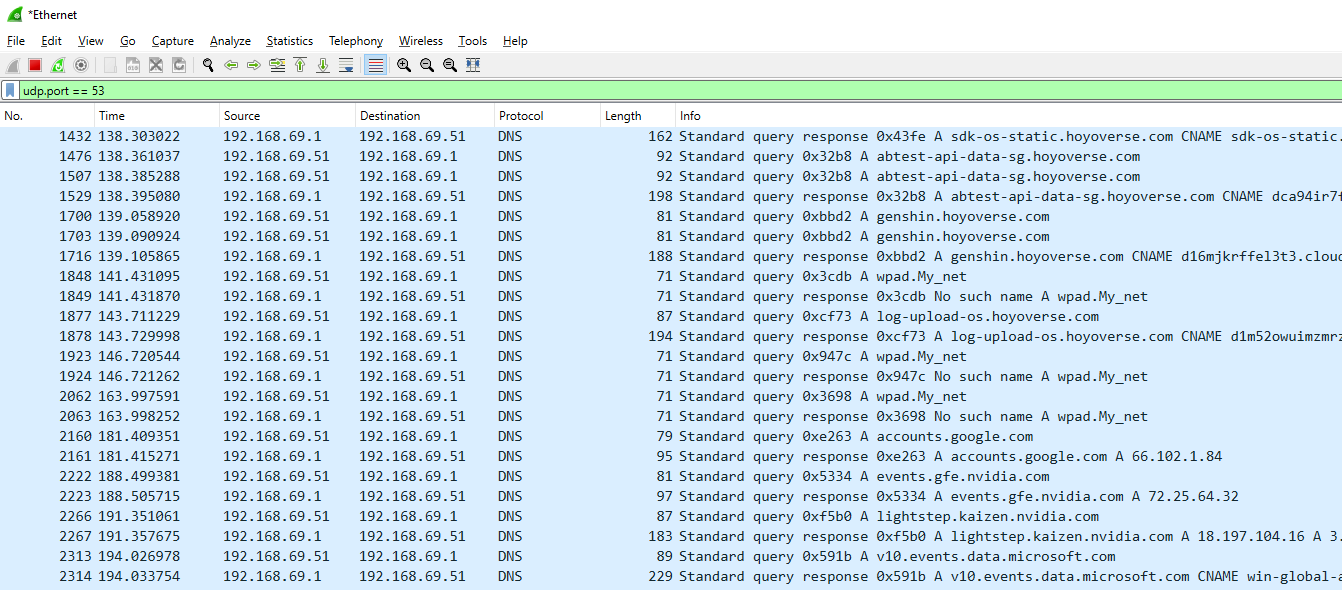 *Ethernet
File Edit View Go Capture Analyze Statistics Telephony Wireless Tools Help
udp.port == 53
No. Time Source Destination Protocol Length Info
1432 138.303022 192.168.69.1 192.168.69.51 DNS 162 Standard query response 0x43fe A sdk-os-static.hoyoverse.com CNAME sdk-os-static.
1476 138.361037 192.168.69.51 192.168.69.1 DNS 92 Standard query 0x32b8 A abtest-api-data-sg.hoyoverse.com
1507 138.385288 192.168.69.51 192.168.69.1 DNS 92 Standard query 0x32b8 A abtest-api-data-sg.hoyoverse.com
1529 138.395080 192.168.69.1 192.168.69.51 DNS 198 Standard query response 0x32b8 A abtest-api-data-sg.hoyoverse.com CNAME dca94ir7f
1700 139.058920 192.168.69.51 192.168.69.1 DNS 81 Standard query 0xbbd2 A genshin.hoyoverse.com
1703 139.090924 192.168.69.51 192.168.69.1 DNS 81 Standard query 0xbbd2 A genshin.hoyoverse.com
1716 139.105865 192.168.69.1 192.168.69.51 DNS 188 Standard query response 0xbbd2 A genshin.hoyoverse.com CNAME d16mjkrffel3t3.cloud
1848 141.431095 192.168.69.51 192.168.69.1 DNS 71 Standard query 0x3cdb A wpad.My_net
1849 141.431870 192.168.69.1 192.168.69.51 DNS 71 Standard query response 0x3cdb No such name A wpad.My_net
1877 143.711229 192.168.69.51 192.168.69.1 DNS 87 Standard query 0xcf73 A log-upload-os.hoyoverse.com
1878 143.729998 192.168.69.1 192.168.69.51 DNS 194 Standard query response 0xcf73 A log-upload-os.hoyoverse.com CNAME d1m52owuimzmrz
1923 146.720544 192.168.69.51 192.168.69.1 DNS 71 Standard query 0x947c A wpad.My_net
1924 146.721262 192.168.69.1 192.168.69.51 DNS 71 Standard query response 0x947c No such name A wpad.My_net
2062 163.997591 192.168.69.51 192.168.69.1 DNS 71 Standard query 0x3698 A wpad.My_net
2063 163.998252 192.168.69.1 192.168.69.51 DNS 71 Standard query response 0x3698 No such name A wpad.My_net
2160 181.409351 192.168.69.51 192.168.69.1 DNS 79 Standard query 0xe263 A accounts.google.com
2161 181.415271 192.168.69.1 192.168.69.51 DNS 95 Standard query response 0xe263 A accounts.google.com A 66.102.1.84
2222 188.499381 192.168.69.51 192.168.69.1 DNS 81 Standard query 0x5334 A events.gfe.nvidia.com
2223 188.505715 192.168.69.1 192.168.69.51 DNS 97 Standard query response 0x5334 A events.gfe.nvidia.com A 72.25.64.32
2266 191.351061 192.168.69.51 192.168.69.1 DNS 87 Standard query 0xf5b0 A lightstep.kaizen.nvidia.com
2267 191.357675 192.168.69.1 192.168.69.51 DNS 183 Standard query response 0xf5b0 A lightstep.kaizen.nvidia.com A 18.197.104.16 A 3.
2313 194.026978 192.168.69.51 192.168.69.1 DNS 89 Standard query 0x591b A v10.events.data.microsoft.com
2314 194.033754 192.168.69.1 192.168.69.51 DNS 229 Standard query response 0x591b A v10.events.data.microsoft.com CNAME win-global-a